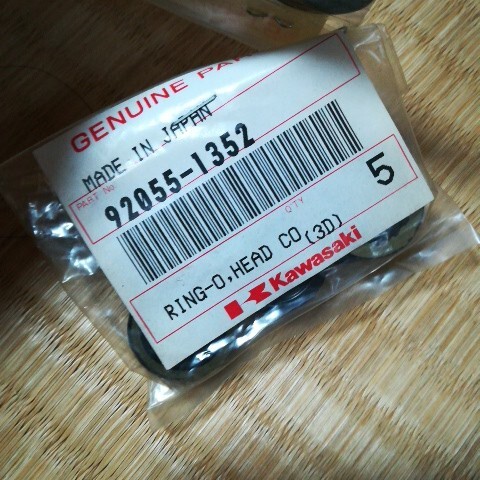 GENUINE PA
MADE IN JAPAN
PART No.
92055-1352
QTY
5
RING-O,HEAD CO(3D)
Kawasaki